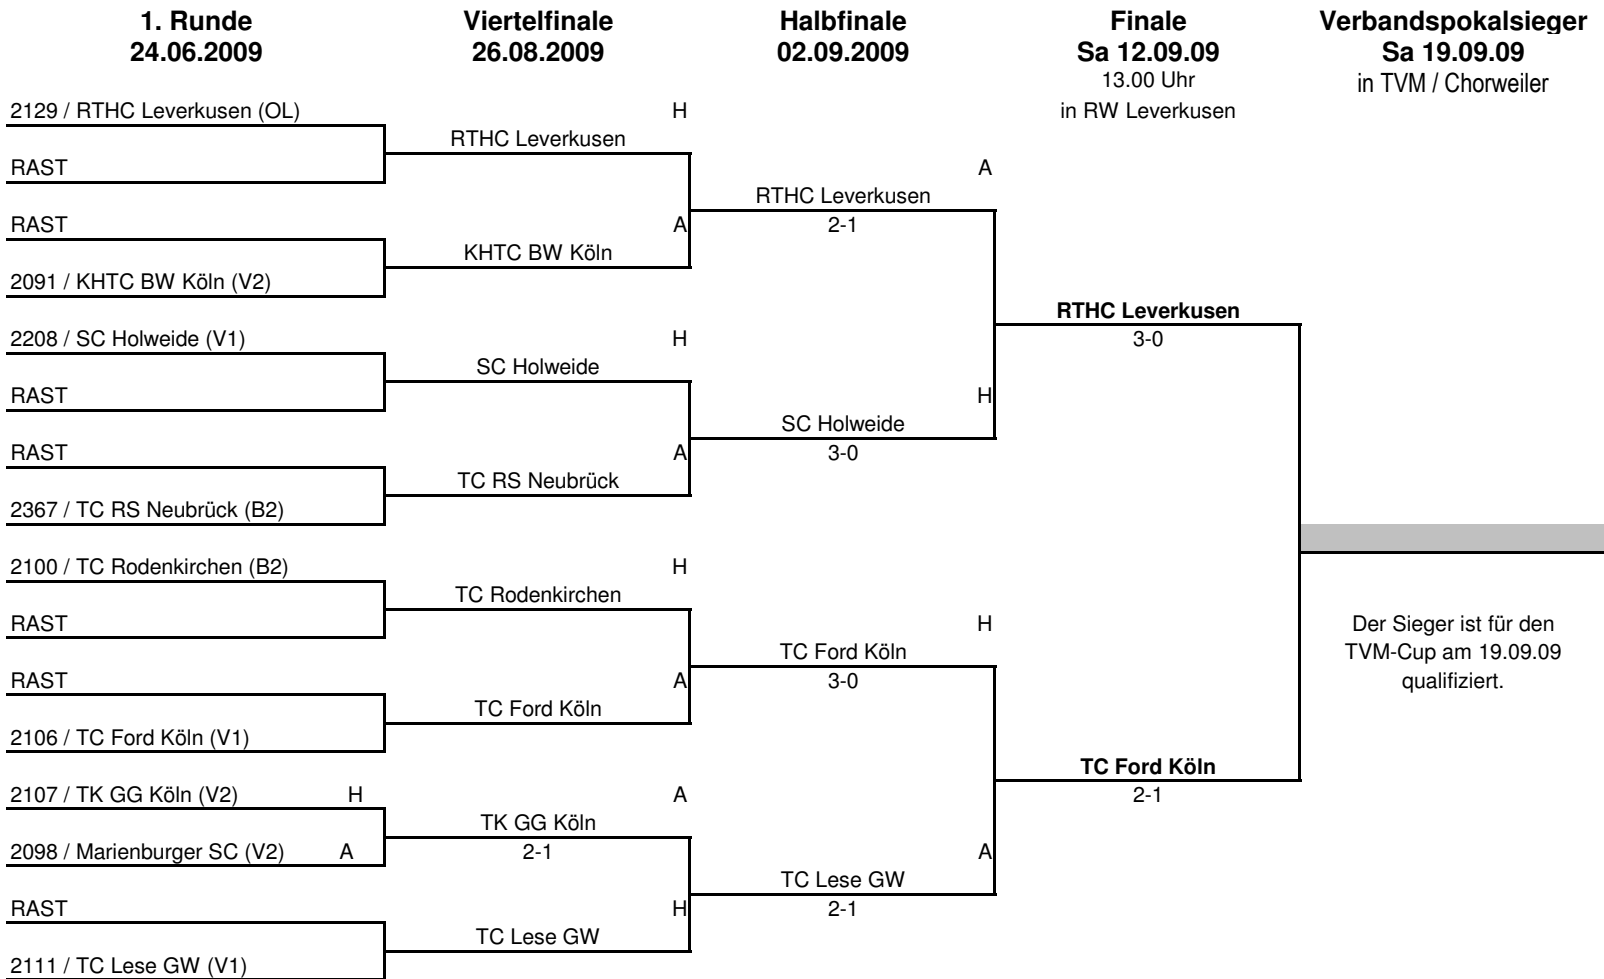 1. Runde
24.06.2009
Viertelfinale
26.08.2009
Halbfinale
02.09.2009
Finale
Sa 12.09.09
13.00 Uhr
in RW Leverkusen
Verbandspokalsieger
Sa 19.09.09
in TVM / Chorweiler
2129 / RTHC Leverkusen (OL)
RAST
RAST
2091 / KHTC BW Köln (V2)
2208 / SC Holweide (V1)
RAST
RAST
2367 / TC RS Neubrück (B2)
2100 / TC Rodenkirchen (B2)
RAST
RAST
2106 / TC Ford Köln (V1)
2107 / TK GG Köln (V2) H
2098 / Marienburger SC (V2) A
RAST
2111 / TC Lese GW (V1)
H
RTHC Leverkusen
A
KHTC BW Köln
H
SC Holweide
A
TC RS Neubrück
H
TC Rodenkirchen
A
TC Ford Köln
A
TK GG Köln
2-1
H
TC Lese GW
A
RTHC Leverkusen
2-1
H
SC Holweide
3-0
H
TC Ford Köln
3-0
A
TC Lese GW
2-1
RTHC Leverkusen
3-0
TC Ford Köln
2-1
Der Sieger ist für den
TVM-Cup am 19.09.09
qualifiziert.